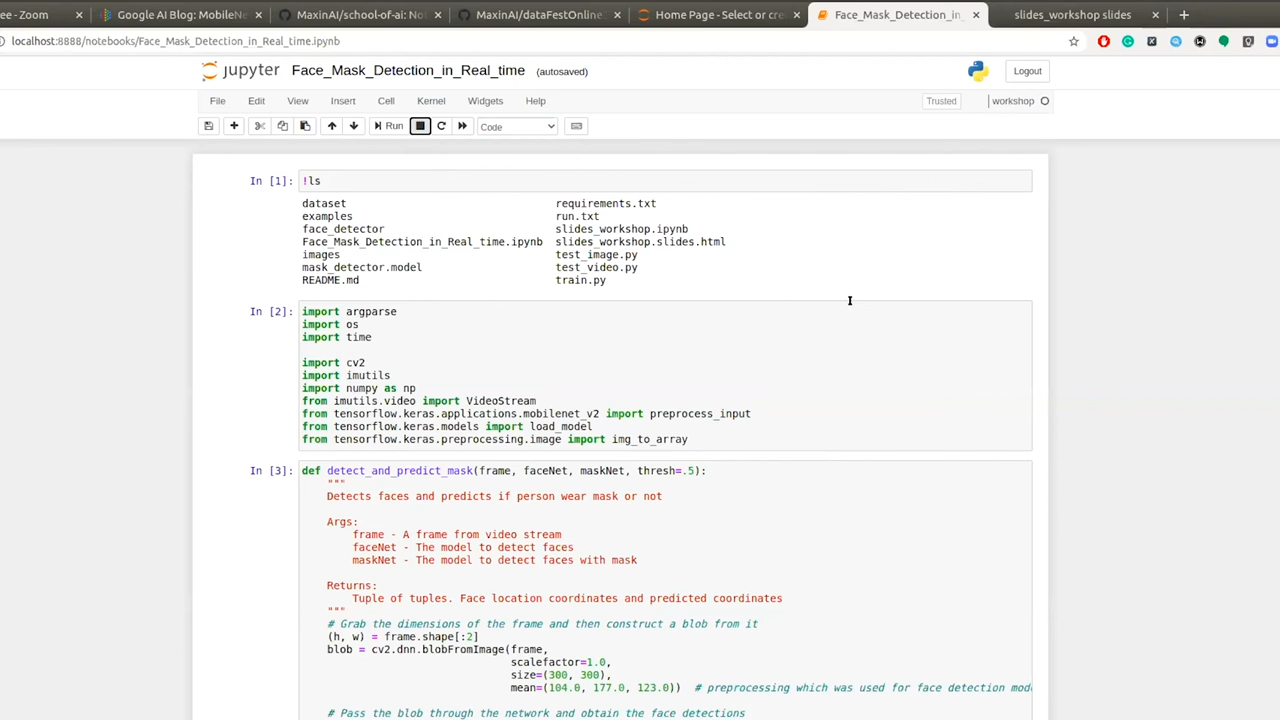 ee - Zoom
Google AI Blog: MobileNe
MaxinAI/school-of-ai: No
MaxinAI/dataFestOnline
Home Page - Select or cre
Face_Mask_Detection_in_
slides_workshop slides
localhost:8888/notebooks/Face_Mask_Detection_in_Real_time.ipynb
jupyter Face_Mask_Detection_in_Real_time (autosaved)
Logout
File Edit View Insert Cell Kernel Widgets Help
Trusted
workshop
Run
Code
In [1]: !ls
dataset requirements.txt
examples run.txt
face_detector slides_workshop.ipynb
Face_Mask_Detection_in_Real_time.ipynb slides_workshop.slides.html
images test_image.py
mask_detector.model test_video.py
README.md train.py
In [2]: import argparse
import os
import time
import cv2
import imutils
import numpy as np
from imutils.video import VideoStream
from tensorflow.keras.applications.mobilenet_v2 import preprocess_input
from tensorflow.keras.models import load_model
from tensorflow.keras.preprocessing.image import img_to_array
In [3]: def detect_and_predict_mask(frame, faceNet, maskNet, thresh=.5):
"""
Detects faces and predicts if person wear mask or not
Args:
frame - A frame from video stream
faceNet - The model to detect faces
maskNet - The model to detect faces with mask
Returns:
Tuple of tuples. Face location coordinates and predicted coordinates
"""
# Grab the dimensions of the frame and then construct a blob from it
(h, w) = frame.shape[:2]
blob = cv2.dnn.blobFromImage(frame,
scalefactor=1.0,
size=(300, 300),
mean=(104.0, 177.0, 123.0)) # preprocessing which was used for face detection mod
# Pass the blob through the network and obtain the face detections